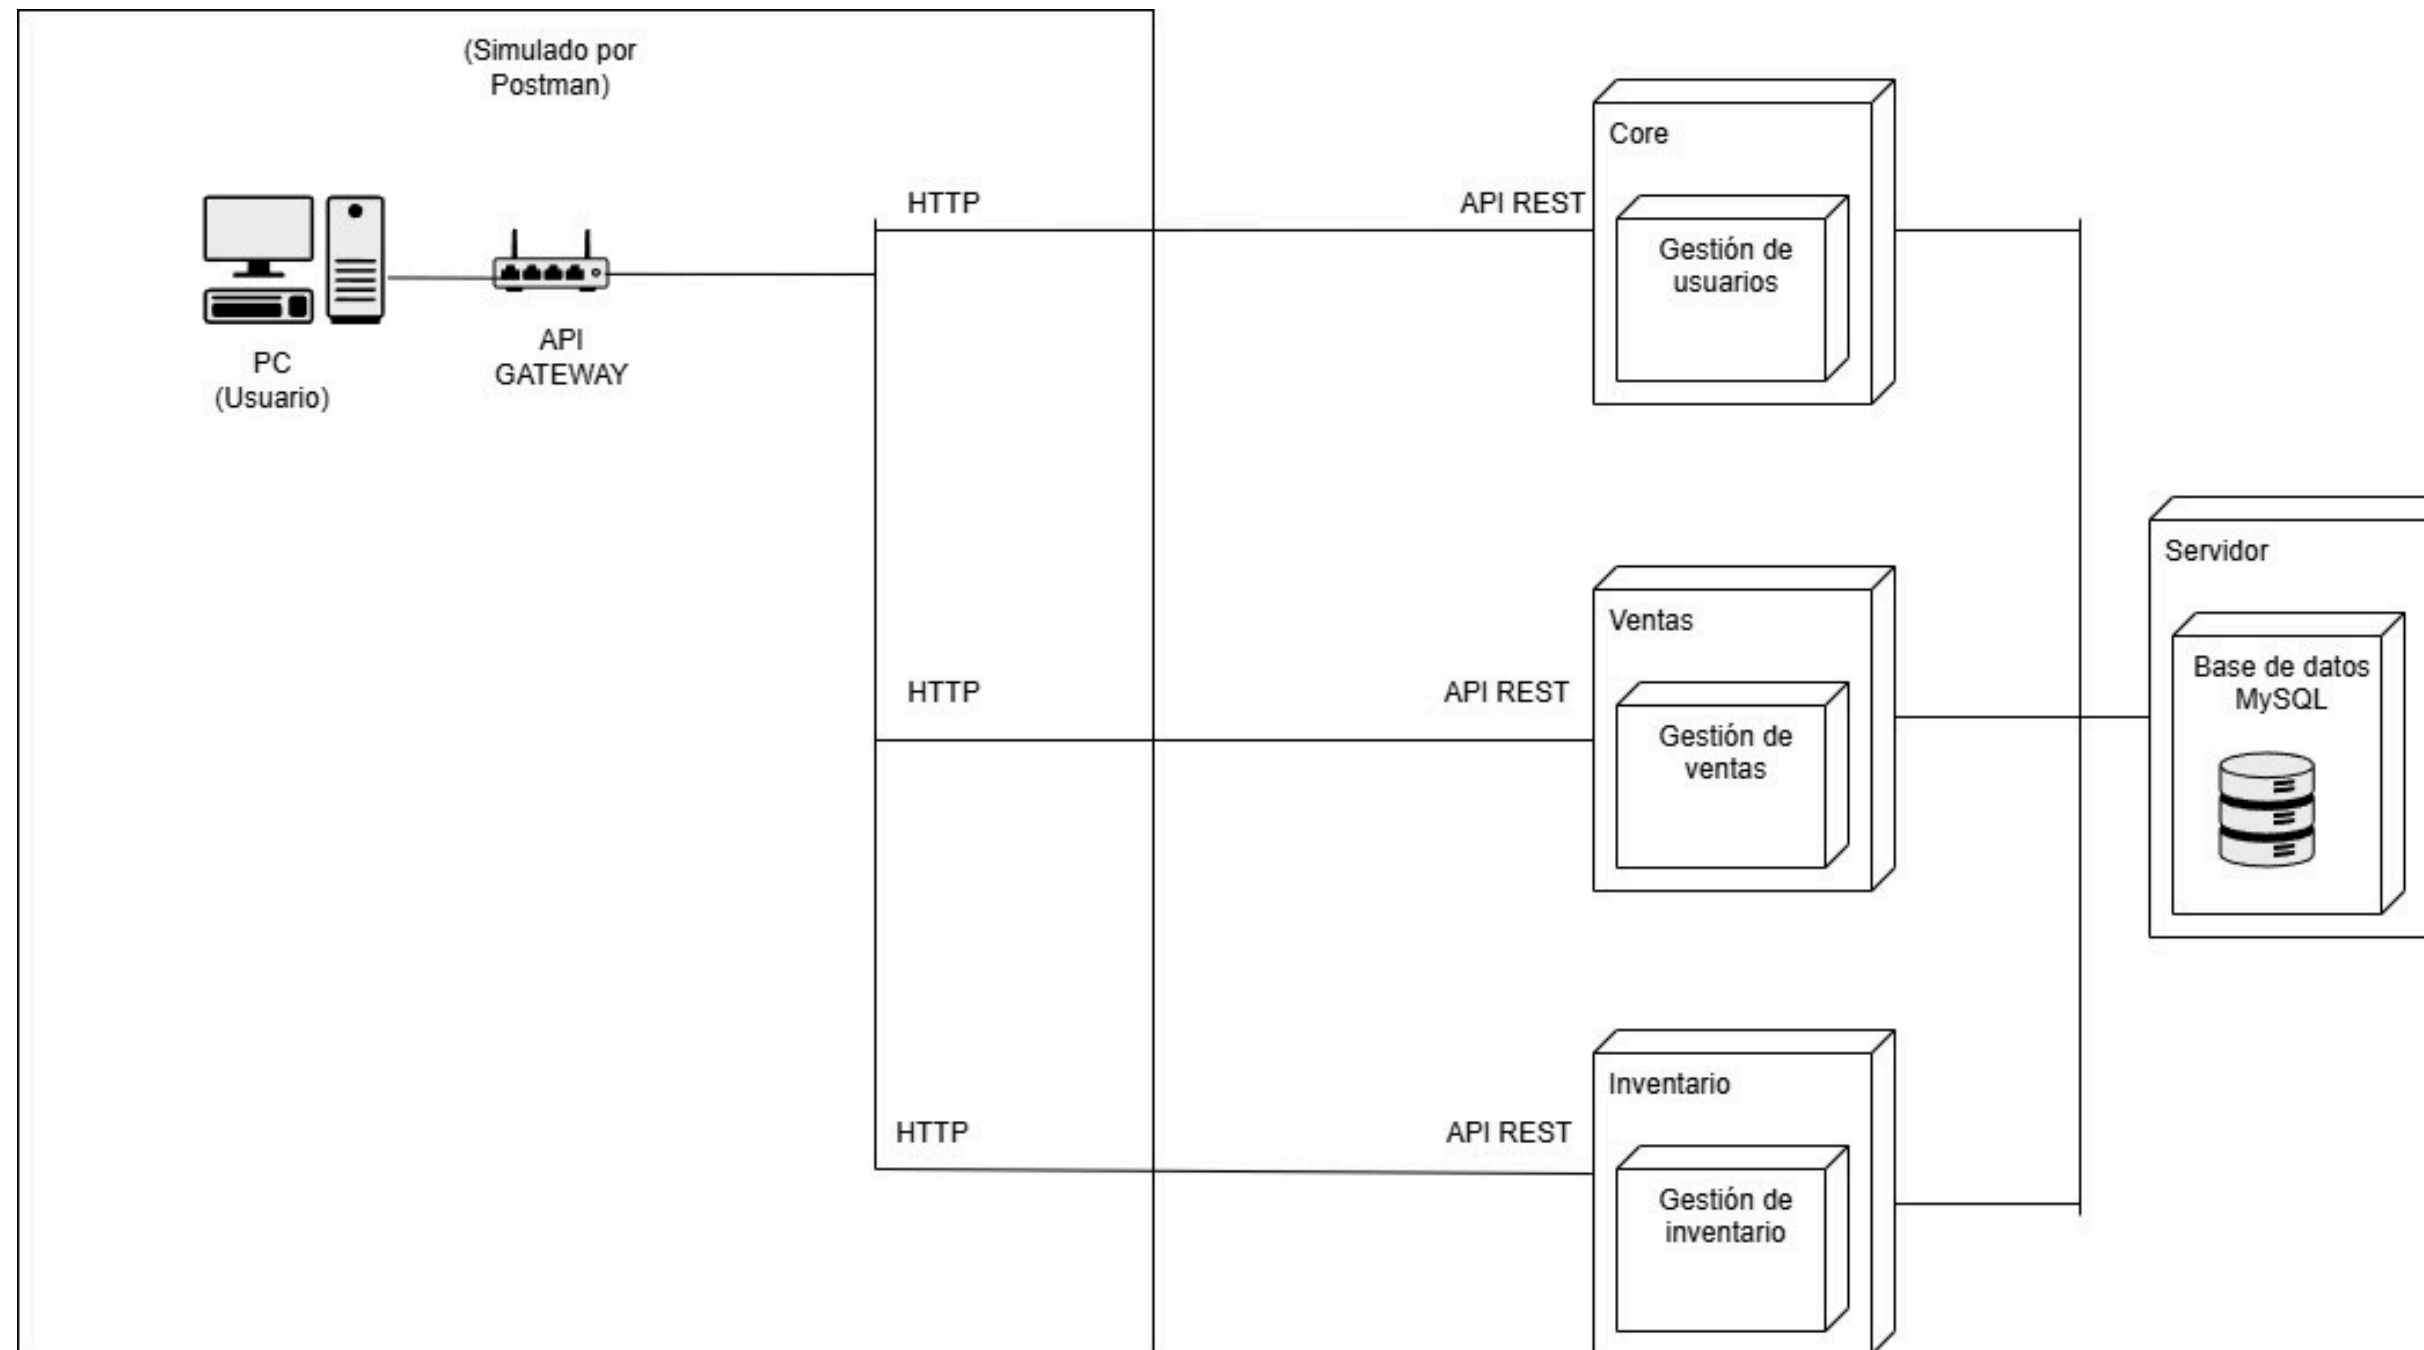 (Simulado por
Postman)
PC
(Usuario)
API
GATEWAY
HTTP
API REST
Core
Gestión de
usuarios
HTTP
API REST
Ventas
Gestión de
ventas
Servidor
Base de datos
MySQL
HTTP
API REST
Inventario
Gestión de
inventario